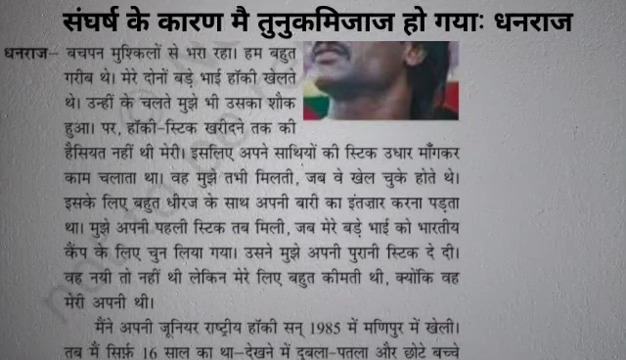 संघर्ष के कारण मै तुनुकमिजाज हो गयाः धनराज
धनराज– बचपन मुश्किलों से भरा रहा। हम बहुत
गरीब थे। मेरे दोनों बड़े भाई हॉकी खेलते
थे। उन्हीं के चलते मुझे भी उसका शौक
हुआ। पर, हॉकी-स्टिक खरीदने तक की
हैसियत नहीं थी मेरी। इसलिए अपने साथियों की स्टिक उधार माँगकर
काम चलाता था। वह मुझे तभी मिलती, जब वे खेल चुके होते थे।
इसके लिए बहुत धीरज के साथ अपनी बारी का इंतज़ार करना पड़ता
था। मुझे अपनी पहली स्टिक तब मिली, जब मेरे बड़े भाई को भारतीय
कैंप के लिए चुन लिया गया। उसने मुझे अपनी पुरानी स्टिक दे दी।
वह नयी तो नहीं थी लेकिन मेरे लिए बहुत कीमती थी, क्योंकि वह
मेरी अपनी थी।
मैंने अपनी जूनियर राष्ट्रीय हॉकी सन् 1985 में मणिपुर में खेली।
तब मैं सिर्फ़ 16 साल का था–देखने में दुबला-पतला और छोटे बच्चे